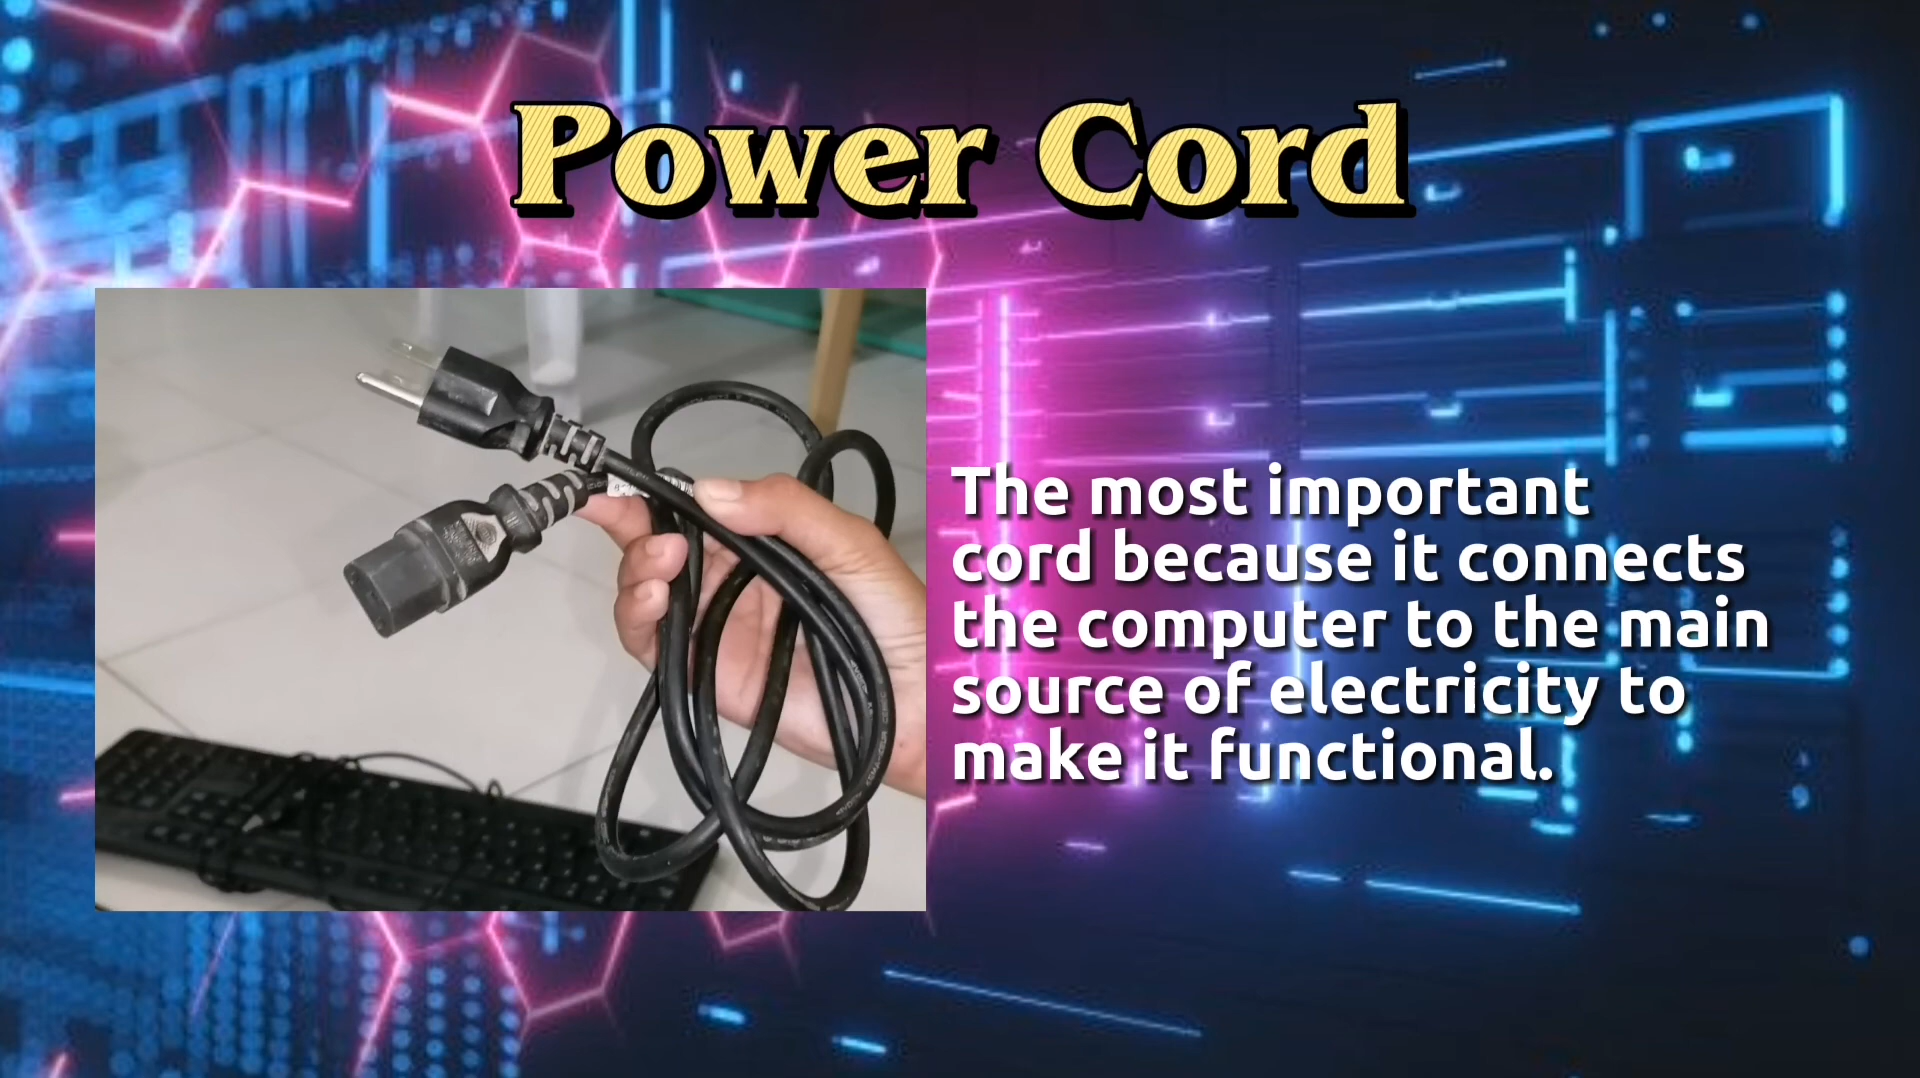 Power Cord
The most important
cord because it connects
the computer to the main
source of electricity to
make it functional.